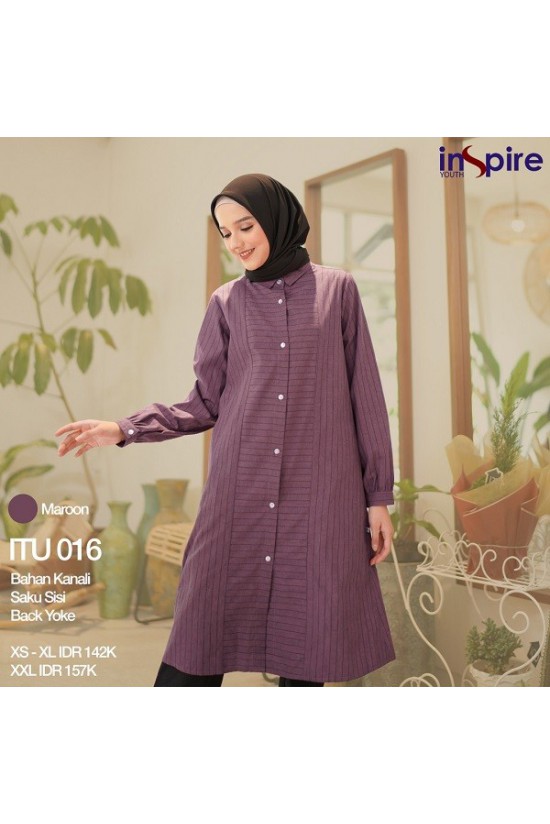 inSpire
YOUTH
Maroon
ITU 016
Bahan Kanali
Saku Sisi
Back Yoke
XS - XL IDR 142K
XXL IDR 157K